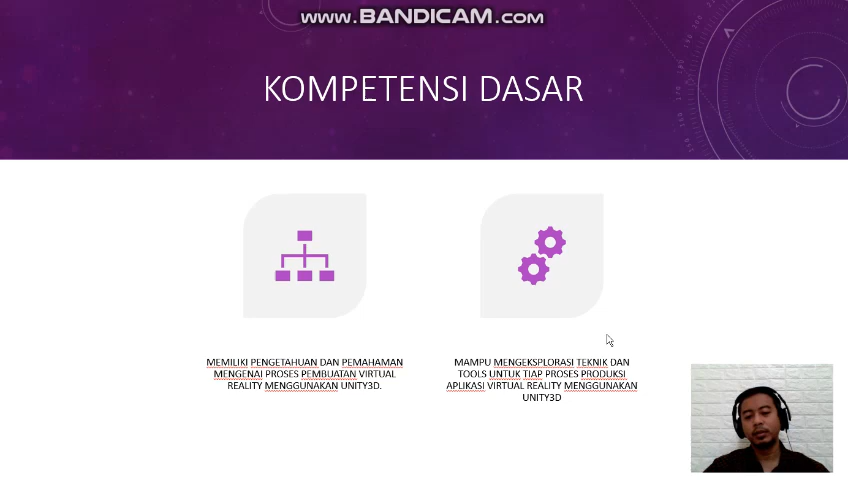 www.BANDICAM.com
KOMPETENSI DASAR
MEMILIKI PENGETAHUAN DAN PEMAHAMAN
MENGENAI PROSES PEMBUATAN VIRTUAL
REALITY MENGGUNAKAN UNITY3D.
MAMPU MENGEKSPLORASI TEKNIK DAN
TOOLS UNTUK TIAP PROSES PRODUKSI
APLIKASI VIRTUAL REALITY MENGGUNAKAN
UNITY3D